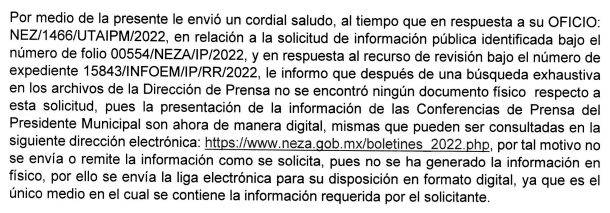 Por medio de la presente le envió un cordial saludo, al tiempo que en respuesta a su OFICIO:
NEZ/1466/UTAIPM/2022, en relación a la solicitud de información pública identificada bajo el
número de folio 00554/NEZA/IP/2022, y en respuesta al recurso de revisión bajo el número de
expediente 15843/INFOEM/IP/RR/2022, le informo que después de una búsqueda exhaustiva
en los archivos de la Dirección de Prensa no se encontró ningún documento físico respecto a
esta solicitud, pues la presentación de la información de las Conferencias de Prensa del
Presidente Municipal son ahora de manera digital, mismas que pueden ser consultadas en la
siguiente dirección electrónica: https://www.neza.gob.mx/boletines_2022.php, por tal motivo no
se envía o remite la información como se solicita, pues no se ha generado la información en
físico, por ello se envía la liga electrónica para su disposición en formato digital, ya que es el
único medio en el cual se contiene la información requerida por el solicitante.